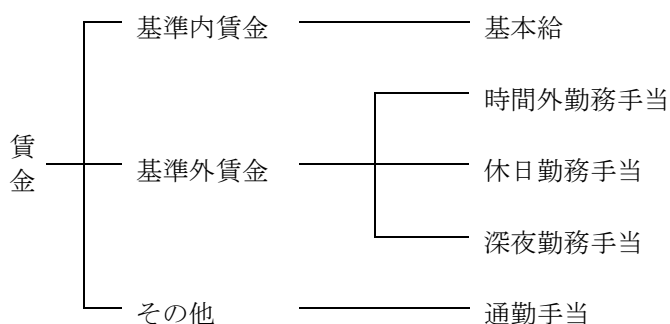 賃金
基準内賃金
基本給
基準外賃金
時間外勤務手当
休日勤務手当
深夜勤務手当
その他
通勤手当